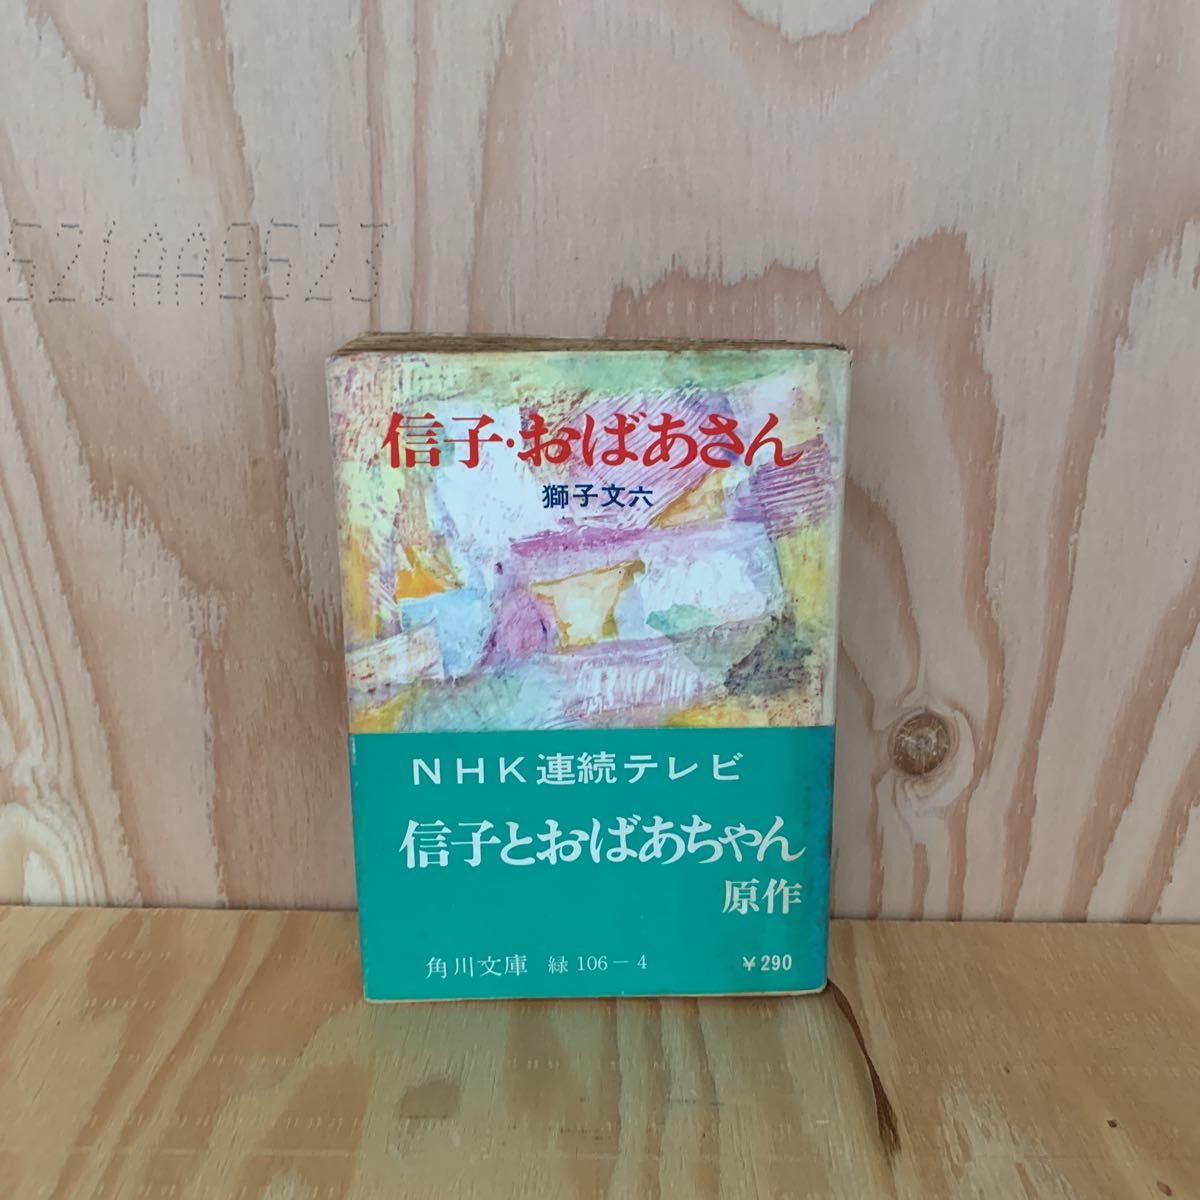 521AAA0523
信子・おばあさん
獅子文六
NHK連続テレビ
信子とおばあちゃん
原作
角川文庫 緑 106－4 ￥290